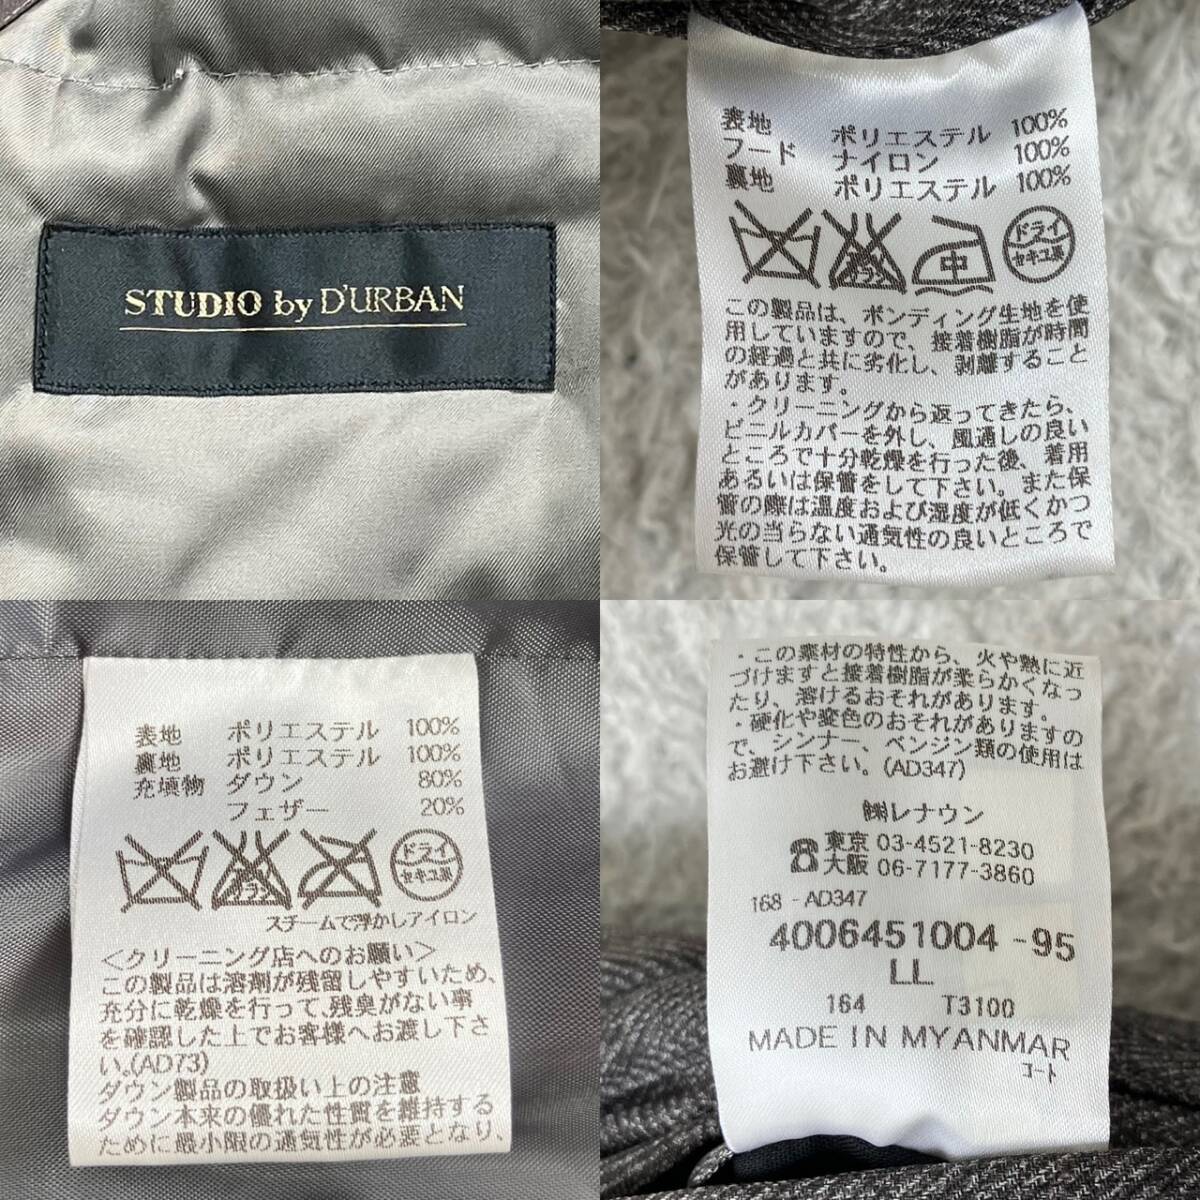 STUDIO by D'URBAN
表地 ポリエステル 100%
フード ナイロン 100%
裏地 ポリエステル 100%
エンソ サラシ 中 ドライ セキユ系
この製品は、ボンディング生地を使
用していますので、接着樹脂が時間
の経過と共に劣化し、剥離すること
があります。
・クリーニングから返ってきたら、
ビニルカバーを外し、風通しの良い
ところで十分乾燥を行った後、着用
あるいは保管をして下さい。また保
管の際は温度および湿度が低くかつ
光の当らない通気性の良いところで
保管して下さい。
表地 ポリエステル 100%
裏地 ポリエステル 100%
充填物 ダウン 80%
フェザー 20%
エンソ サラシ ドライ セキユ系
スチームで浮かしアイロン
<クリーニング店へのお願い>
この製品は溶剤が残留しやすいため、
充分に乾燥を行って、残臭がない事
を確認した上でお客様へお渡し下さ
い。(AD73)
ダウン製品の取扱い上の注意
ダウン本来の優れた性質を維持する
ために最小限の通気性が必要となり、
・この素材の特性から、火や熱に近
づけますと接着樹脂が柔らかくなっ
たり、溶けるおそれがあります。
・硬化や変色のおそれがありますの
で、シンナー、ベンジン類の使用は
お避け下さい。(AD347)
㈱レナウン
☎東京 03-4521-8230
大阪 06-7177-3860
168 - AD347
4006451004 -95
LL
164 T3100
MADE IN MYANMAR
コート